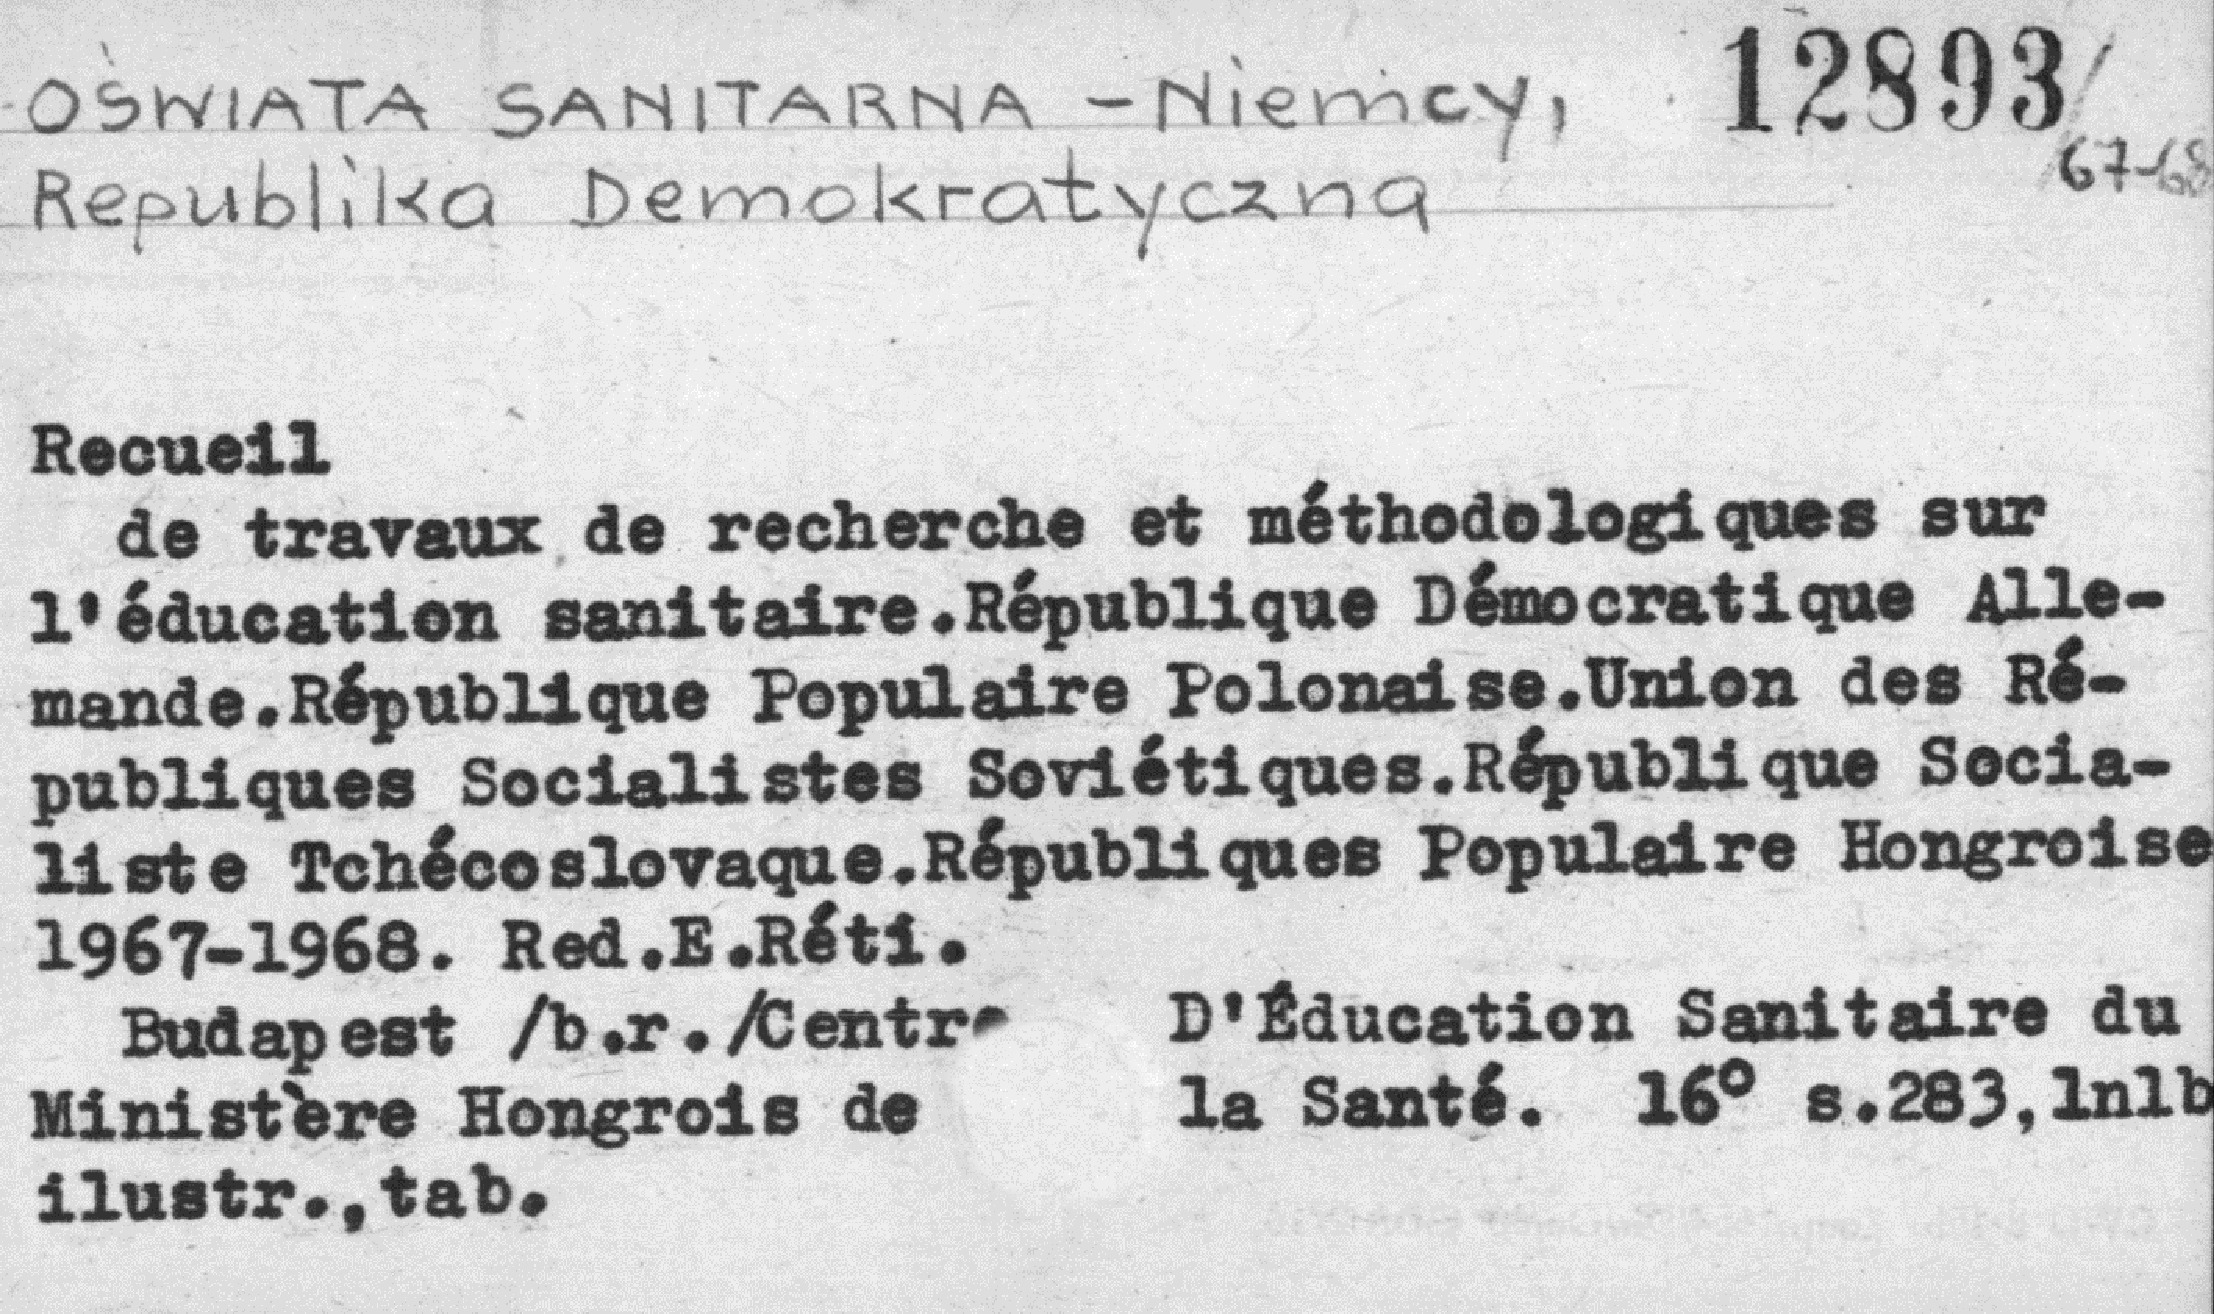 OŚWIATA SANITARNA - Niemcy, 12893/
67-68
Republika Demokratyczna
Recueil
de travaux de recherche et méthodologiques sur
l'éducation sanitaire.République Démocratique Alle-
mande.République Populaire Polonaise.Union des Ré-
publiques Socialistes Soviétiques.République Socia-
liste Tchécoslovaque.Républiques Populaire Hongroise
1967-1968. Red.E.Réti.
Budapest /b.r./Centre D'Éducation Sanitaire du
Ministère Hongrois de la Santé. 16° s.283,1nlb
ilustr.,tab.